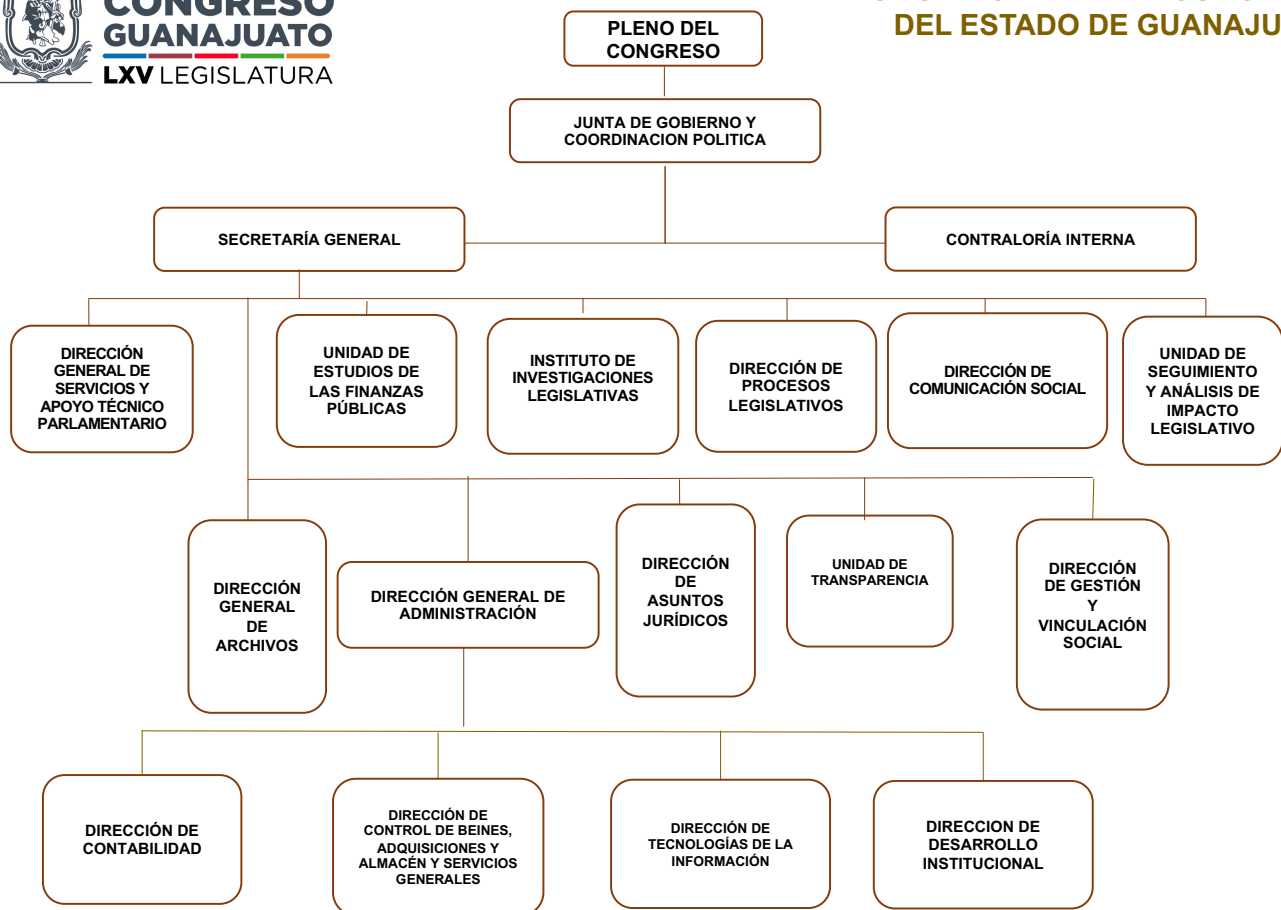 CONGRESO
GUANAJUATO
LXV LEGISLATURA
DEL ESTADO DE GUANAJU
PLENO DEL
CONGRESO
JUNTA DE GOBIERNO Y
COORDINACION POLITICA
SECRETARÍA GENERAL
CONTRALORÍA INTERNA
DIRECCIÓN
GENERAL DE
SERVICIOS Y
APOYO TÉCNICO
PARLAMENTARIO
UNIDAD DE
ESTUDIOS DE
LAS FINANZAS
PÚBLICAS
INSTITUTO DE
INVESTIGACIONES
LEGISLATIVAS
DIRECCIÓN DE
PROCESOS
LEGISLATIVOS
DIRECCIÓN DE
COMUNICACIÓN SOCIAL
UNIDAD DE
SEGUIMIENTO
Y ANÁLISIS DE
IMPACTO
LEGISLATIVO
DIRECCIÓN
GENERAL
DE
ARCHIVOS
DIRECCIÓN GENERAL DE
ADMINISTRACIÓN
DIRECCIÓN
DE
ASUNTOS
JURÍDICOS
UNIDAD DE
TRANSPARENCIA
DIRECCIÓN
DE GESTIÓN
Y
VINCULACIÓN
SOCIAL
DIRECCIÓN DE
CONTABILIDAD
DIRECCIÓN DE
CONTROL DE BEINES,
ADQUISICIONES Y
ALMACÉN Y SERVICIOS
GENERALES
DIRECCIÓN DE
TECNOLOGÍAS DE LA
INFORMACIÓN
DIRECCION DE
DESARROLLO
INSTITUCIONAL